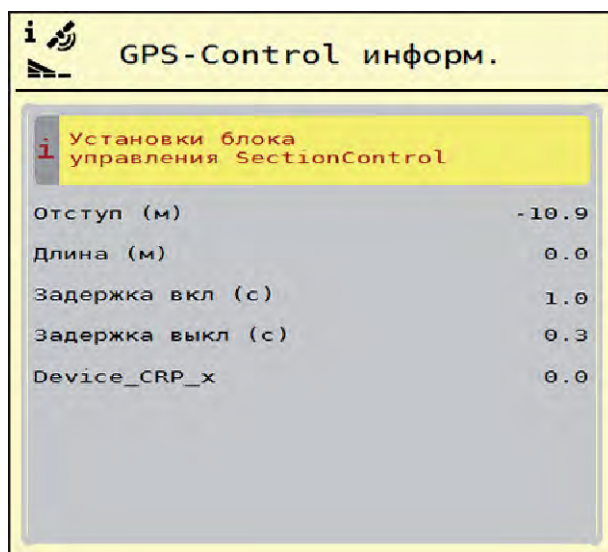 i
GPS-Control информ.
i
Установки блока
управления SectionControl
Отступ (м) -10.9
Длина (м) 0.0
Задержка вкл (с) 1.0
Задержка выкл (с) 0.3
Device_CRP_x 0.0